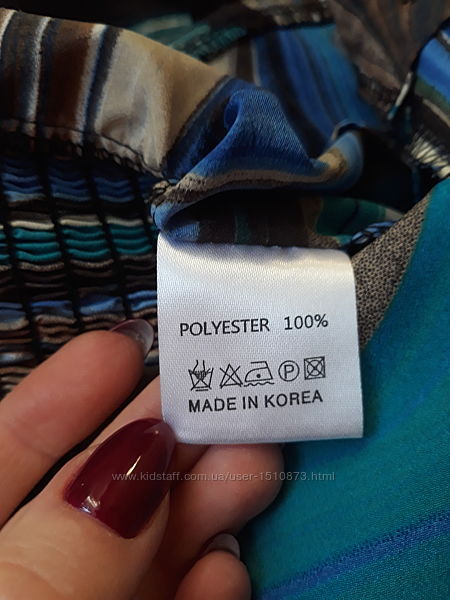 POLYESTER 100%
P
MADE IN KOREA
www.kidstaff.com.ua/user-1510873.html